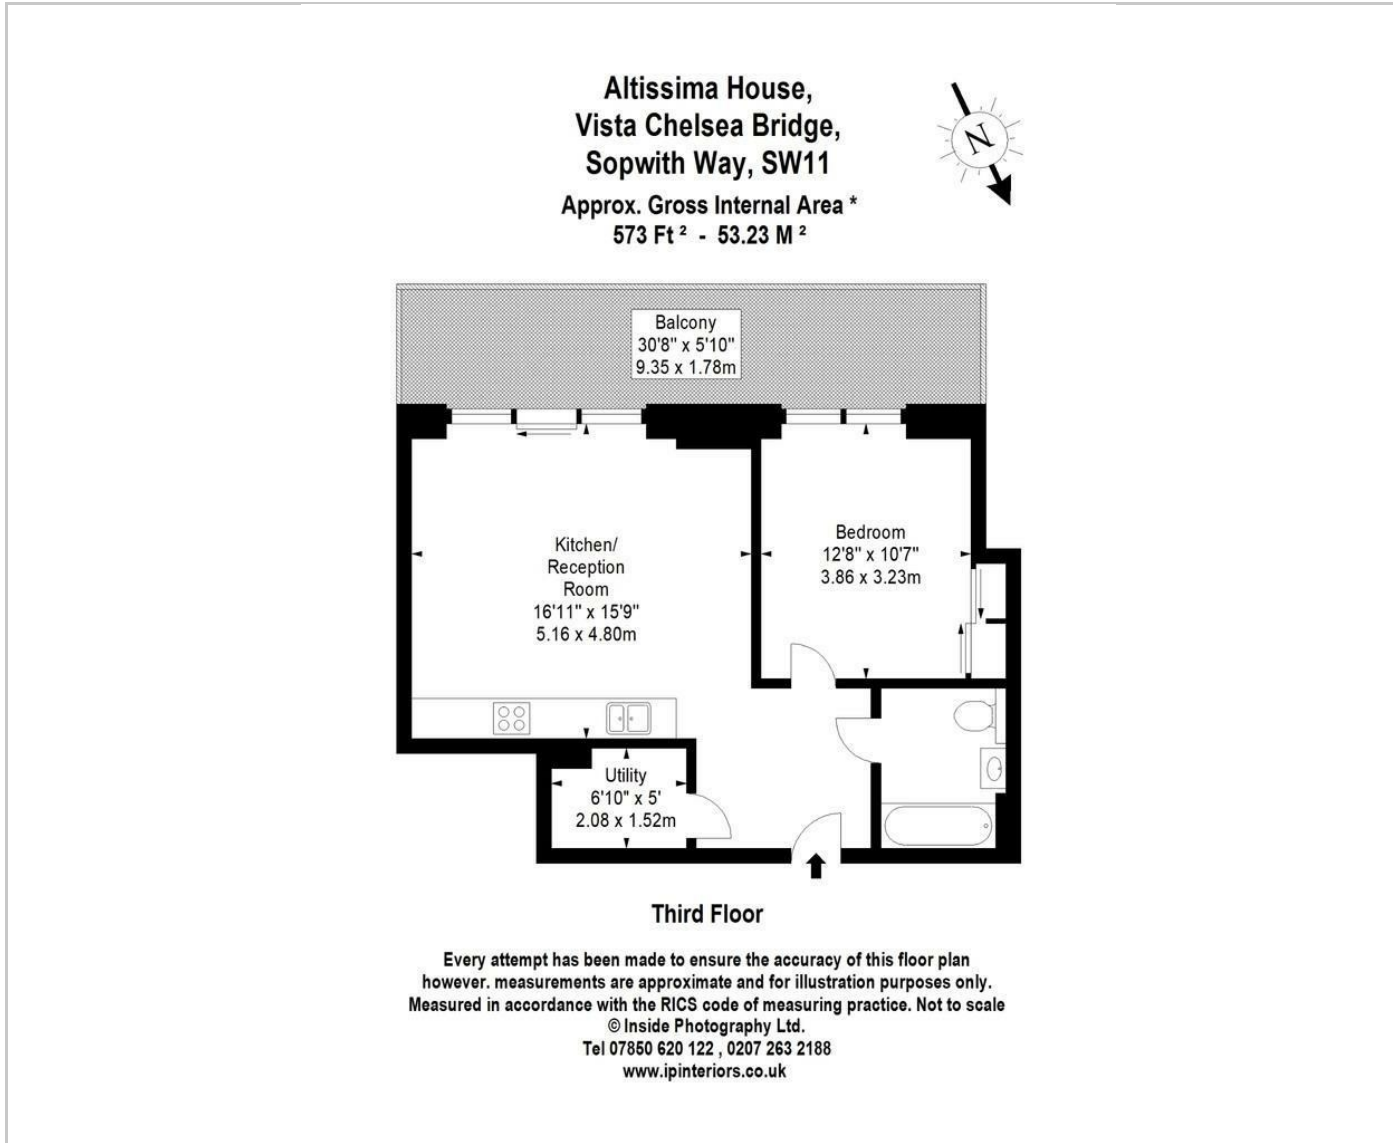 Altissima House,
Vista Chelsea Bridge,
Sopwith Way, SW11
Approx. Gross Internal Area *
573 Ft ² - 53.23 M ²
N
Balcony
30'8" x 5'10"
9.35 x 1.78m
Kitchen/
Reception
Room
16'11" x 15'9"
5.16 x 4.80m
Bedroom
12'8" x 10'7"
3.86 x 3.23m
Utility
6'10" x 5'
2.08 x 1.52m
Third Floor
Every attempt has been made to ensure the accuracy of this floor plan
however. measurements are approximate and for illustration purposes only.
Measured in accordance with the RICS code of measuring practice. Not to scale
© Inside Photography Ltd.
Tel 07850 620 122 , 0207 263 2188
www.ipinteriors.co.uk